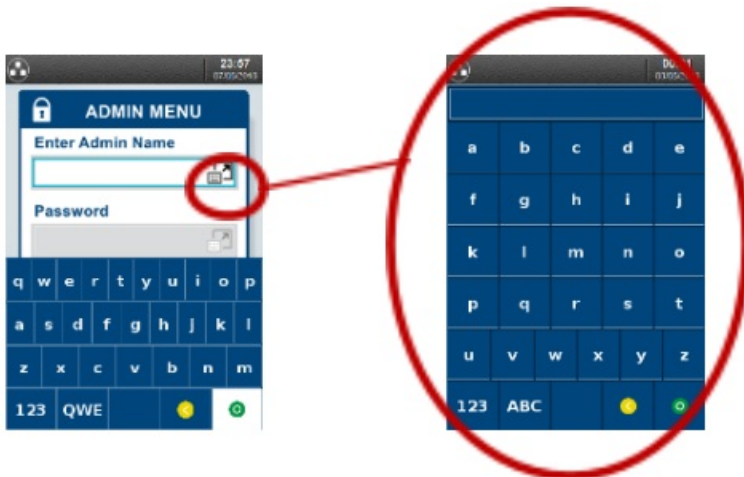 23:57
ADMIN MENU
Enter Admin Name
Password
q w e r t y u i o p
a s d f g h j k l
z x c v b n m
123 QWE
a b c d e
f g h i j
k l m n o
p q r s t
u v w x y z
123 ABC